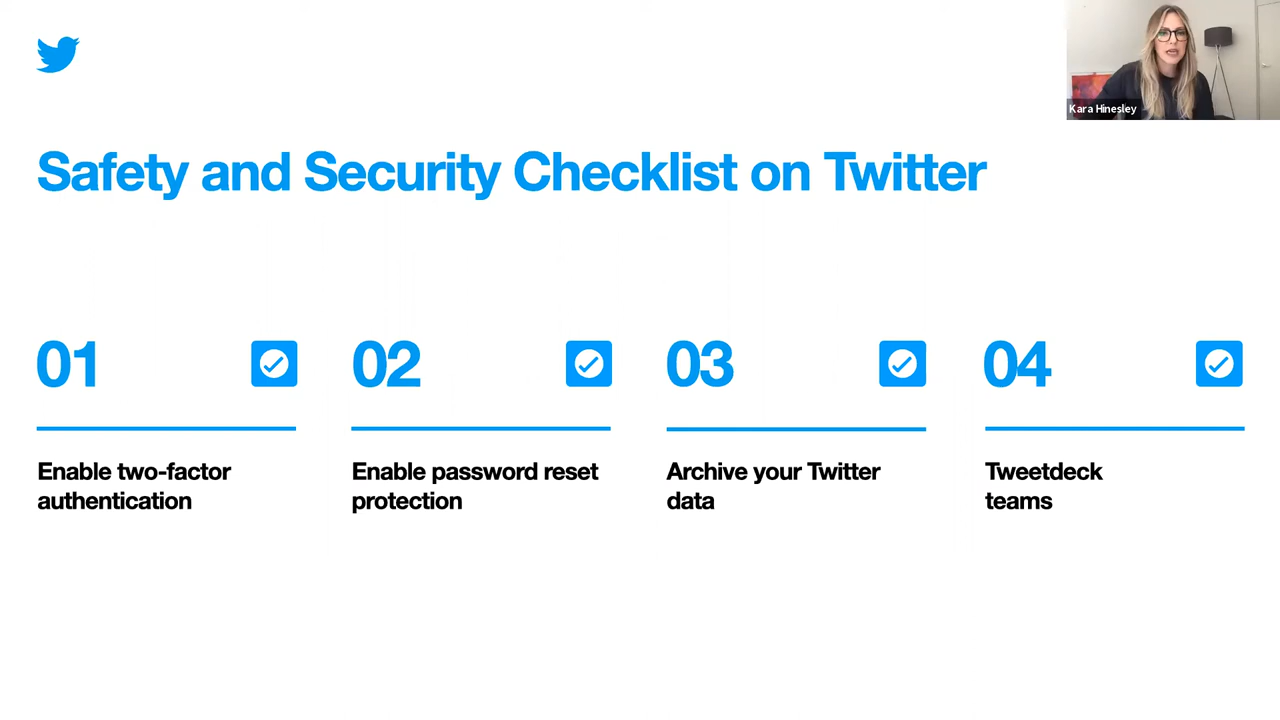 Kara Hinesley
Safety and Security Checklist on Twitter
01
Enable two-factor
authentication
02
Enable password reset
protection
03
Archive your Twitter
data
04
Tweetdeck
teams